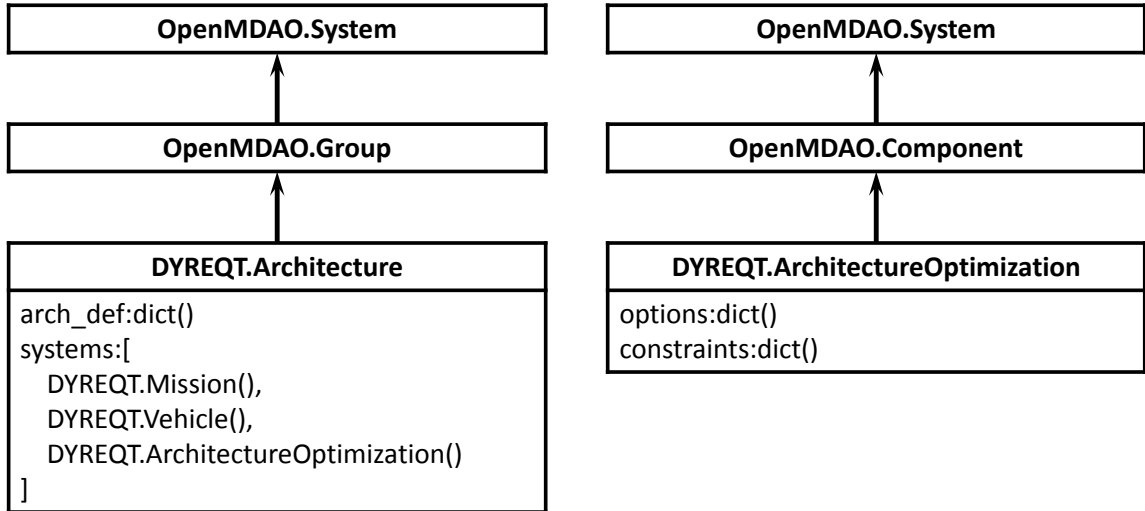 OpenMDAO.System
OpenMDAO.Group
DYREQT.Architecture
arch_def:dict()
systems:[
DYREQT.Mission(),
DYREQT.Vehicle(),
DYREQT.ArchitectureOptimization()
]
OpenMDAO.System
OpenMDAO.Component
DYREQT.ArchitectureOptimization
options:dict()
constraints:dict()